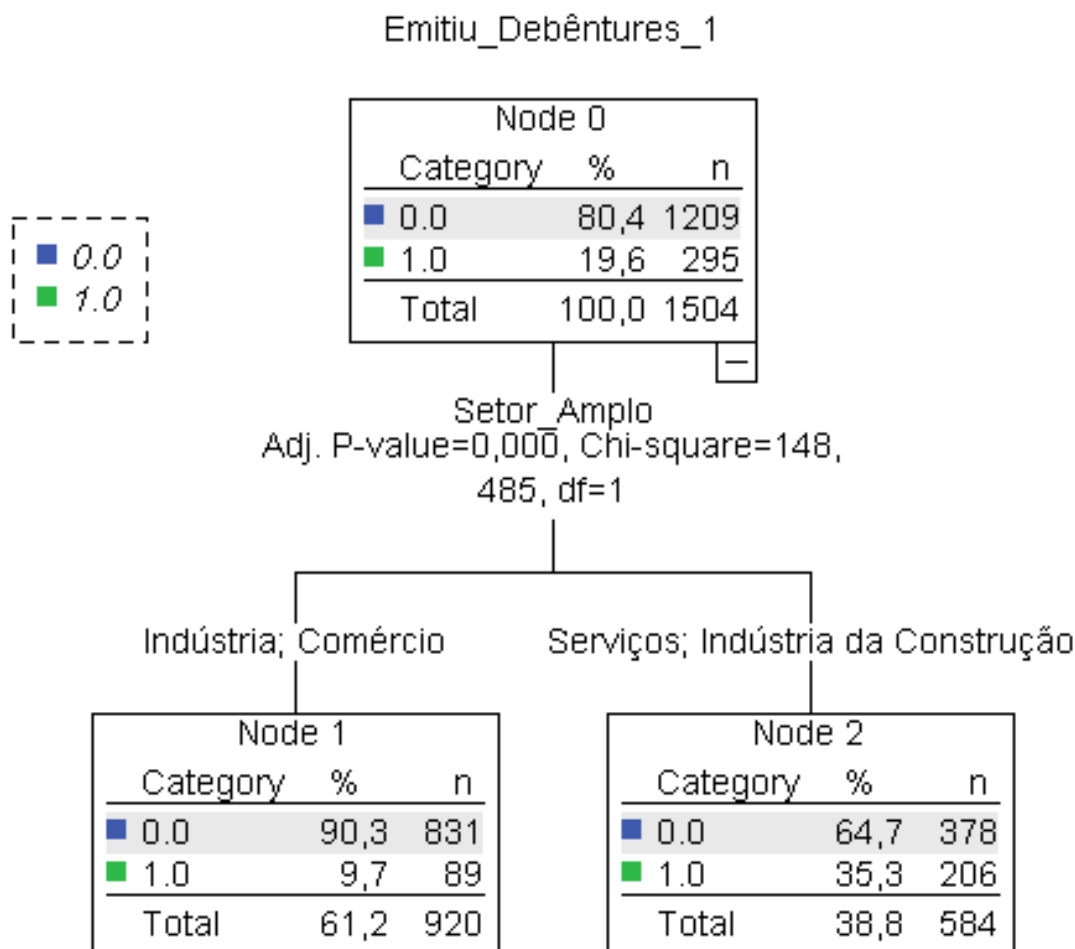 Emitiu_Debêntures_1
Node 0
Category % n
0.0 80,4 1209
1.0 19,6 295
Total 100,0 1504
0.0
1.0
Setor_Amplo
Adj. P-value=0,000, Chi-square=148,
485, df=1
Indústria; Comércio
Serviços; Indústria da Construção
Node 1
Category % n
0.0 90,3 831
1.0 9,7 89
Total 61,2 920
Node 2
Category % n
0.0 64,7 378
1.0 35,3 206
Total 38,8 584